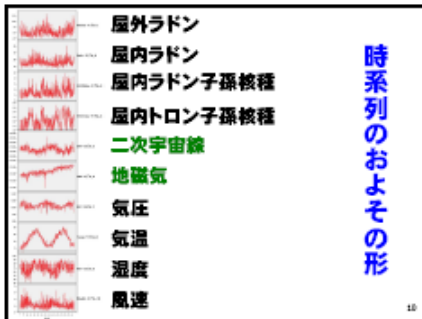 屋外ラドン
屋内ラドン
屋内ラドン子孫核種
屋内トロン子孫核種
二次宇宙線
地磁気
気圧
気温
湿度
風速
時系列のおよその形